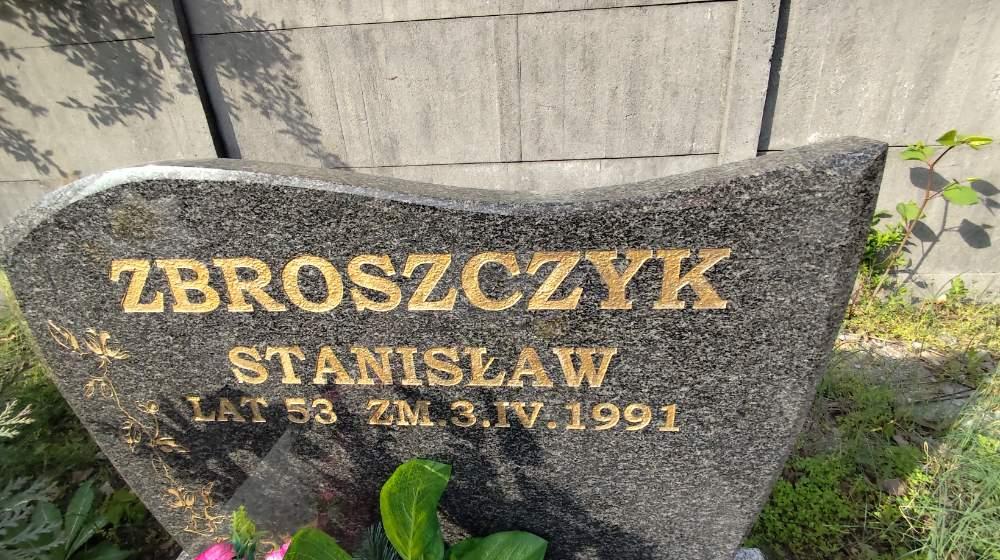 ZBROSZCZYK
STANISŁAW
LAT 53 ZM.3.IV.1991